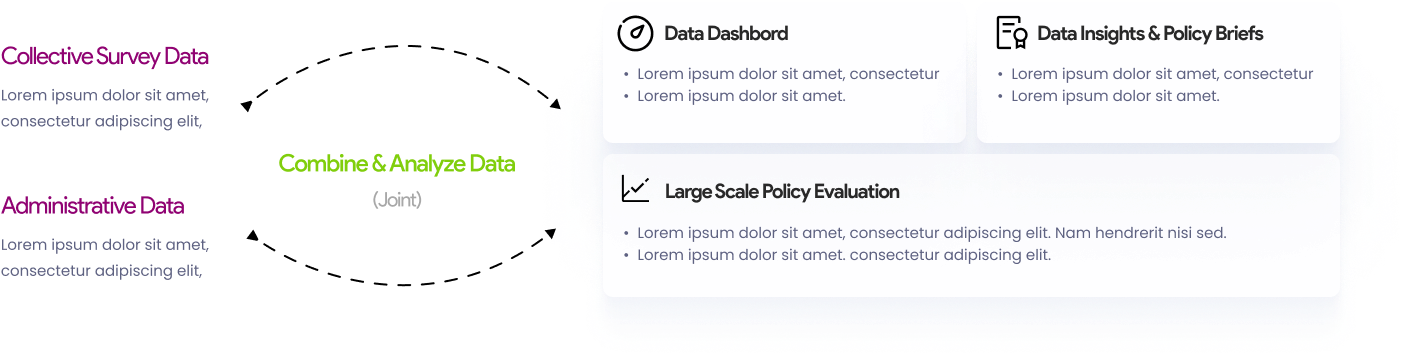 Collective Survey Data
Lorem ipsum dolor sit amet,
consectetur adipiscing elit,
Administrative Data
Lorem ipsum dolor sit amet,
consectetur adipiscing elit,
Combine & Analyze Data
(Joint)
Data Dashbord
• Lorem ipsum dolor sit amet, consectetur
• Lorem ipsum dolor sit amet.
Data Insights & Policy Briefs
• Lorem ipsum dolor sit amet, consectetur
• Lorem ipsum dolor sit amet.
Large Scale Policy Evaluation
• Lorem ipsum dolor sit amet, consectetur adipiscing elit. Nam hendrerit nisi sed.
• Lorem ipsum dolor sit amet. consectetur adipiscing elit.